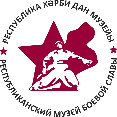 РЕСПУБЛИКА ХӘРБИ ДАН МУЗЕЙЫ
РЕСПУБЛИКАНСКИЙ МУЗЕЙ БОЕВОЙ СЛАВЫ